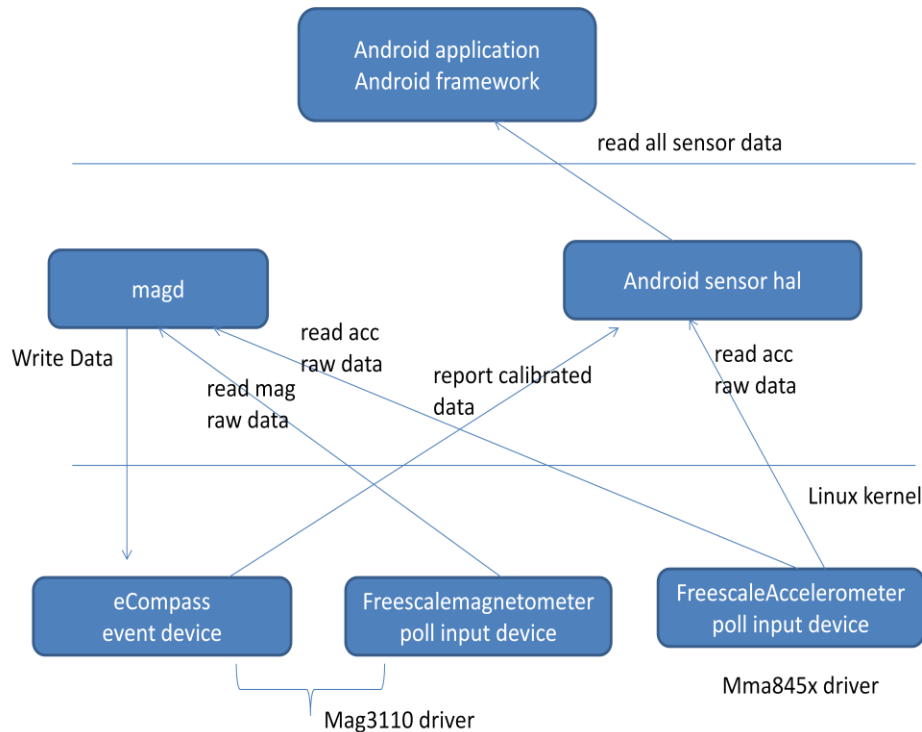 Android application
Android framework
read all sensor data
magd
Android sensor hal
Write Data
read acc
raw data
read mag
raw data
report calibrated
data
read acc
raw data
Linux kernel
eCompass
event device
Freescalemagnetometer
poll input device
FreescaleAccelerometer
poll input device
Mag3110 driver
Mma845x driver